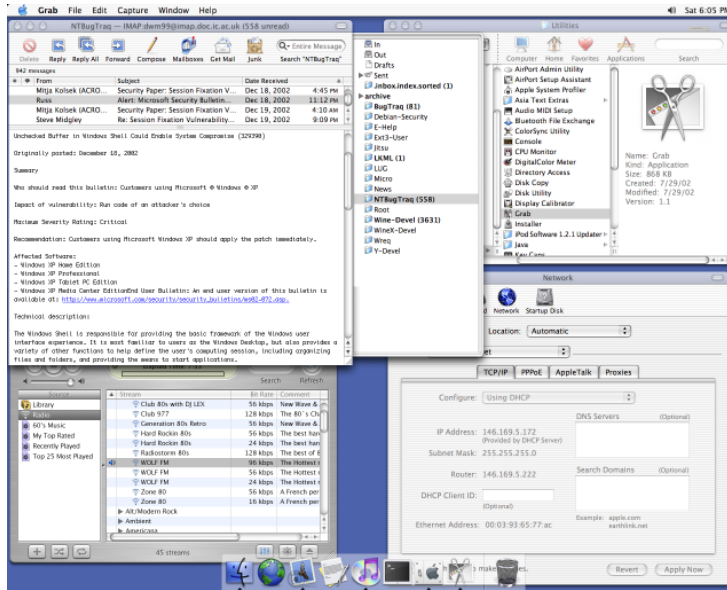 Grab File Edit Capture Window Help
Sat 6:05 P
NTBugTraq — IMAP:dwm99@imap.doc.ic.ac.uk (558 unread)
Delete Reply Reply All Forward Compose Mailboxes Get Mail Junk Search "NTBugTraq"
Entire Message
942 messages
From Subject Date Received
Mitja Kolsek (ACRO... Security Paper: Session Fixation V... Dec 18, 2002 4:45 PM
Russ Alert: Microsoft Security Bulletin... Dec 18, 2002 11:12 PM
Mitja Kolsek (ACRO... Security Paper: Session Fixation V... Dec 19, 2002 4:10 AM
Steve Midgley Re: Session Fixation Vulnerability... Dec 19, 2002 9:09 PM
Unchecked Buffer in Windows Shell Could Enable System Compromise (329390)
Originally posted: December 18, 2002
Summary
Who should read this bulletin: Customers using Microsoft ® Windows ® XP
Impact of vulnerability: Run code of an attacker's choice
Maximum Severity Rating: Critical
Recommendation: Customers using Microsoft Windows XP should apply the patch immediately.
Affected Software:
- Windows XP Home Edition
- Windows XP Professional
- Windows XP Tablet PC Edition
- Windows XP Media Center EditionEnd User Bulletin: An end user version of this bulletin is
available at: http://www.microsoft.com/security/security_bulletins/ms02-072.asp.
Technical description:
The Windows Shell is responsible for providing the basic framework of the Windows user
interface experience. It is most familiar to users as the Windows Desktop, but also provides a
variety of other functions to help define the user's computing session, including organizing
files and folders, and providing the means to start applications.
In
Out
Drafts
Sent
.inbox.index.sorted (1)
archive
BugTraq (81)
Debian-Security
E-Help
Ext3-User
Jitsu
LKML (1)
LUG
Micro
News
NTBugTraq (558)
Root
Wine-Devel (3631)
WineX-Devel
Wreq
Y-Devel
Utilities
Computer Home Favorites Applications Search
AirPort Admin Utility
AirPort Setup Assistant
Apple System Profiler
Asia Text Extras
Audio MIDI Setup
Bluetooth File Exchange
ColorSync Utility
Console
CPU Monitor
DigitalColor Meter
Directory Access
Disk Copy
Disk Utility
Display Calibrator
Grab
Installer
iPod Software 1.2.1 Updater
Java
Key Caps
Name: Grab
Kind: Application
Size: 868 KB
Created: 7/29/02
Modified: 7/29/02
Version: 1.1
Network
Network Startup Disk
Location: Automatic
TCP/IP PPPoE AppleTalk Proxies
Configure: Using DHCP
DNS Servers (Optional)
IP Address: 146.169.5.172
(Provided by DHCP Server)
Subnet Mask: 255.255.255.0
Router: 146.169.5.222
Search Domains (Optional)
DHCP Client ID:
(Optional)
Example: apple.com
earthlink.net
Ethernet Address: 00:03:93:65:77:ac
Revert Apply Now
Search Refresh
Source
Library
Radio
60's Music
My Top Rated
Recently Played
Top 25 Most Played
Stream Bit Rate Comment
Club 80s with DJ LEX 56 kbps New Wave &
Club 977 128 kbps The 80`s Ch
Generation 80s Retro 56 kbps New Wave &
Hard Rockin 80s 56 kbps The best har
Hard Rockin 80s 24 kbps The best har
Radiostorm 80s 128 kbps The best of 8
WOLF FM 96 kbps The Hottest m
WOLF FM 56 kbps The Hottest m
WOLF FM 24 kbps The Hottest m
Zone 80 56 kbps A French per
Zone 80 16 kbps A French per
Alt/Modern Rock
Ambient
Americana
45 streams